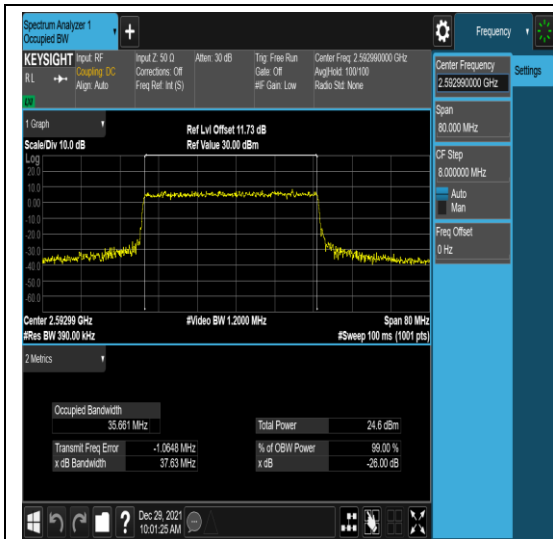 Spectrum Analyzer 1
Occupied BW
+
Frequency
KEYSIGHT
RL
Input: RF
Coupling: DC
Align: Auto
Input Z: 50 Ω
Corrections: Off
Freq Ref: Int (S)
Atten: 30 dB
Trig: Free Run
Gate: Off
#IF Gain: Low
Center Freq: 2.592990000 GHz
Avg|Hold: 100/100
Radio Std: None
Center Frequency
2.592990000 GHz
Settings
Span
80.000 MHz
CF Step
8.000000 MHz
Auto
Man
Freq Offset
0 Hz
1 Graph
Scale/Div 10.0 dB
Ref Lvl Offset 11.73 dB
Ref Value 30.00 dBm
Log
20.0
10.0
0.00
-10.0
-20.0
-30.0
-40.0
-50.0
-60.0
Center 2.59299 GHz
#Video BW 1.2000 MHz
Span 80 MHz
#Res BW 390.00 kHz
#Sweep 100 ms (1001 pts)
2 Metrics
Occupied Bandwidth
35.661 MHz
Total Power 24.6 dBm
Transmit Freq Error -1.0648 MHz
% of OBW Power 99.00 %
x dB Bandwidth 37.63 MHz
x dB -26.00 dB
?
Dec 29, 2021
10:01:25 AM